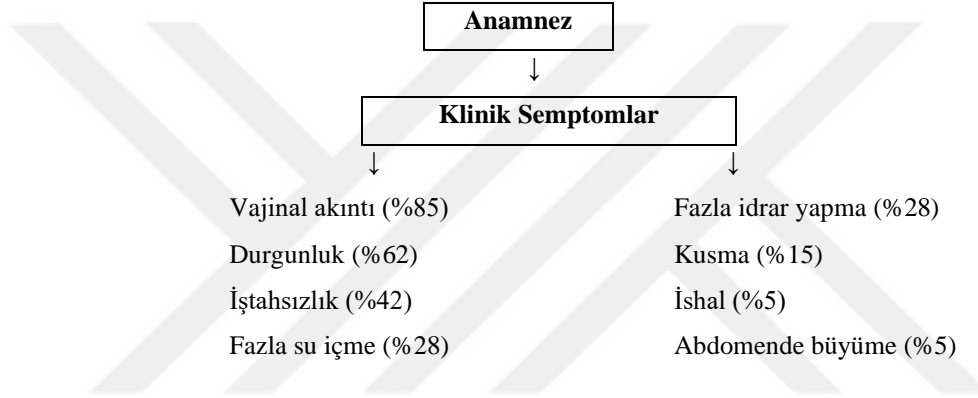 Anamnez
↓
Klinik Semptomlar
↓ ↓
Vajinal akıntı (%85)
Durgunluk (%62)
İştahsızlık (%42)
Fazla su içme (%28)
Fazla idrar yapma (%28)
Kusma (%15)
İshal (%5)
Abdomende büyüme (%5)